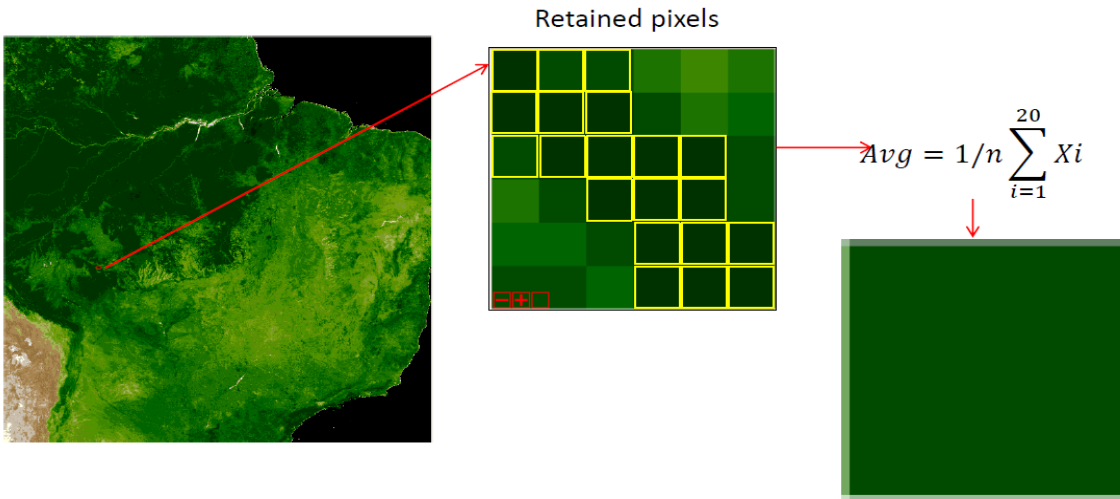 Retained pixels
20
Avg = 1/n ∑ Xi
i=1